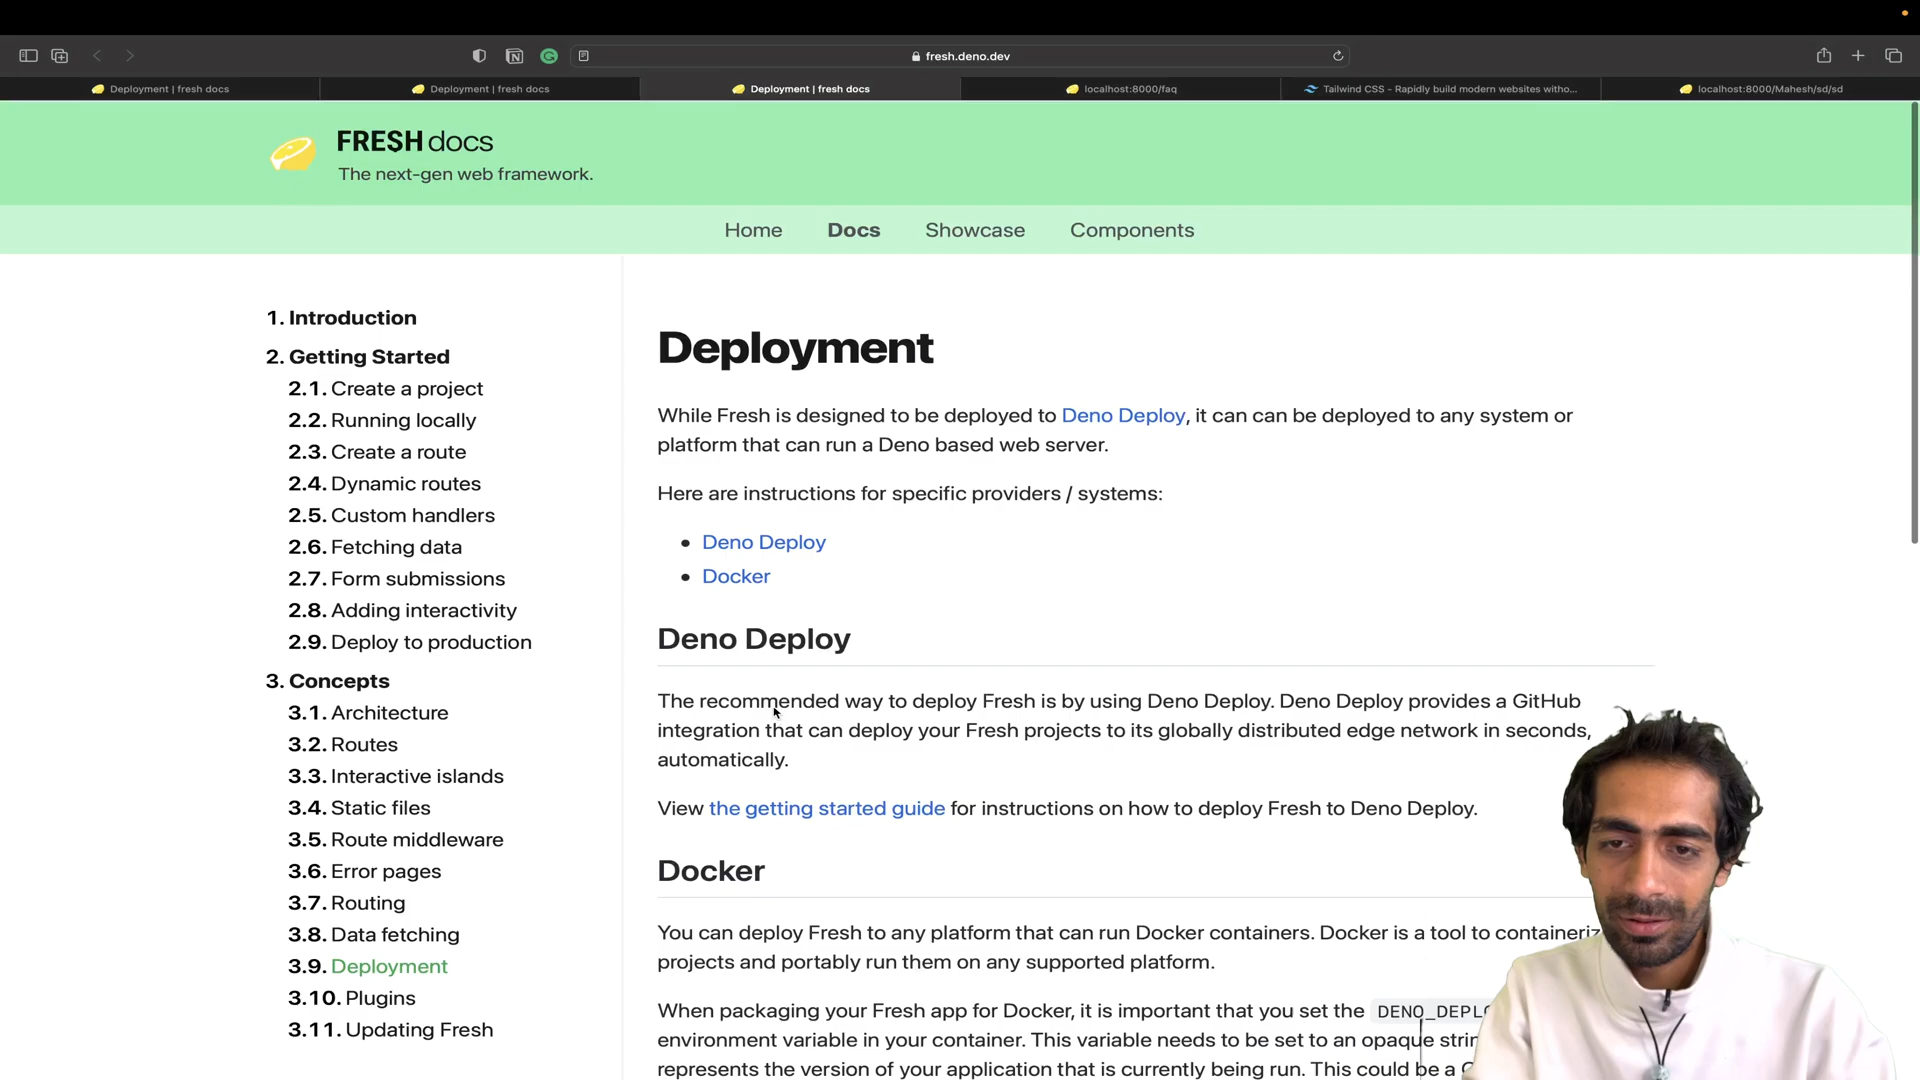 fresh.deno.dev
Deployment | fresh docs
Deployment | fresh docs
Deployment | fresh docs
localhost:8000/faq
Tailwind CSS - Rapidly build modern websites witho...
localhost:8000/Mahesh/sd/sd
FRESH docs
The next-gen web framework.
Home
Docs
Showcase
Components
1. Introduction
2. Getting Started
2.1. Create a project
2.2. Running locally
2.3. Create a route
2.4. Dynamic routes
2.5. Custom handlers
2.6. Fetching data
2.7. Form submissions
2.8. Adding interactivity
2.9. Deploy to production
3. Concepts
3.1. Architecture
3.2. Routes
3.3. Interactive islands
3.4. Static files
3.5. Route middleware
3.6. Error pages
3.7. Routing
3.8. Data fetching
3.9. Deployment
3.10. Plugins
3.11. Updating Fresh
Deployment
While Fresh is designed to be deployed to Deno Deploy, it can can be deployed to any system or
platform that can run a Deno based web server.
Here are instructions for specific providers / systems:
• Deno Deploy
• Docker
Deno Deploy
The recommended way to deploy Fresh is by using Deno Deploy. Deno Deploy provides a GitHub
integration that can deploy your Fresh projects to its globally distributed edge network in seconds,
automatically.
View the getting started guide for instructions on how to deploy Fresh to Deno Deploy.
Docker
You can deploy Fresh to any platform that can run Docker containers. Docker is a tool to
projects and portably run them on any supported platform.
When packaging your Fresh app for Docker, it is important that you set the
environment variable in your container. This variable needs to be set to an opaque
represents the version of your application that is currently being run. This could be a